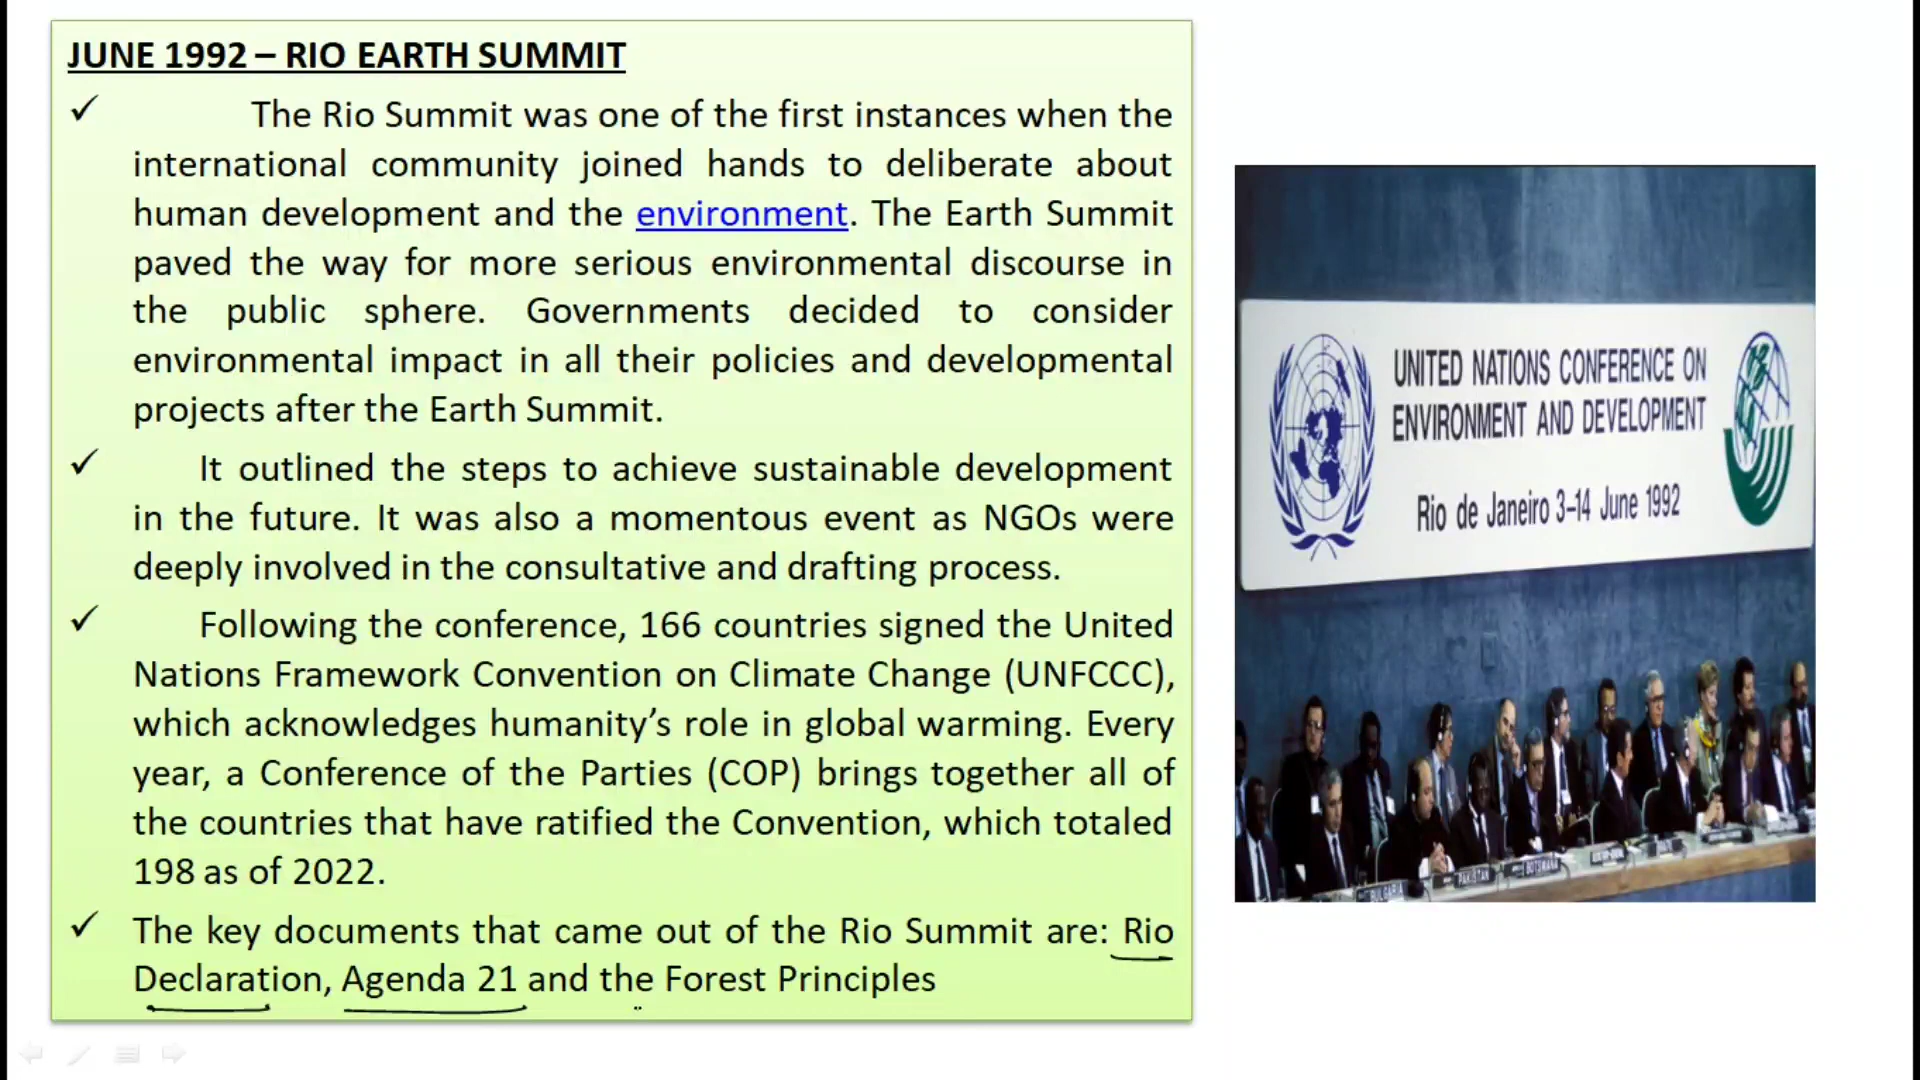 JUNE 1992 – RIO EARTH SUMMIT
✓ The Rio Summit was one of the first instances when the
international community joined hands to deliberate about
human development and the environment. The Earth Summit
paved the way for more serious environmental discourse in
the public sphere. Governments decided to consider
environmental impact in all their policies and developmental
projects after the Earth Summit.
✓ It outlined the steps to achieve sustainable development
in the future. It was also a momentous event as NGOs were
deeply involved in the consultative and drafting process.
✓ Following the conference, 166 countries signed the United
Nations Framework Convention on Climate Change (UNFCCC),
which acknowledges humanity’s role in global warming. Every
year, a Conference of the Parties (COP) brings together all of
the countries that have ratified the Convention, which totaled
198 as of 2022.
✓ The key documents that came out of the Rio Summit are: Rio
Declaration, Agenda 21 and the Forest Principles
UNITED NATIONS CONFERENCE ON
ENVIRONMENT AND DEVELOPMENT
Rio de Janeiro 3-14 June 1992
BULGARIA
PAKISTAN
BOTSWANA